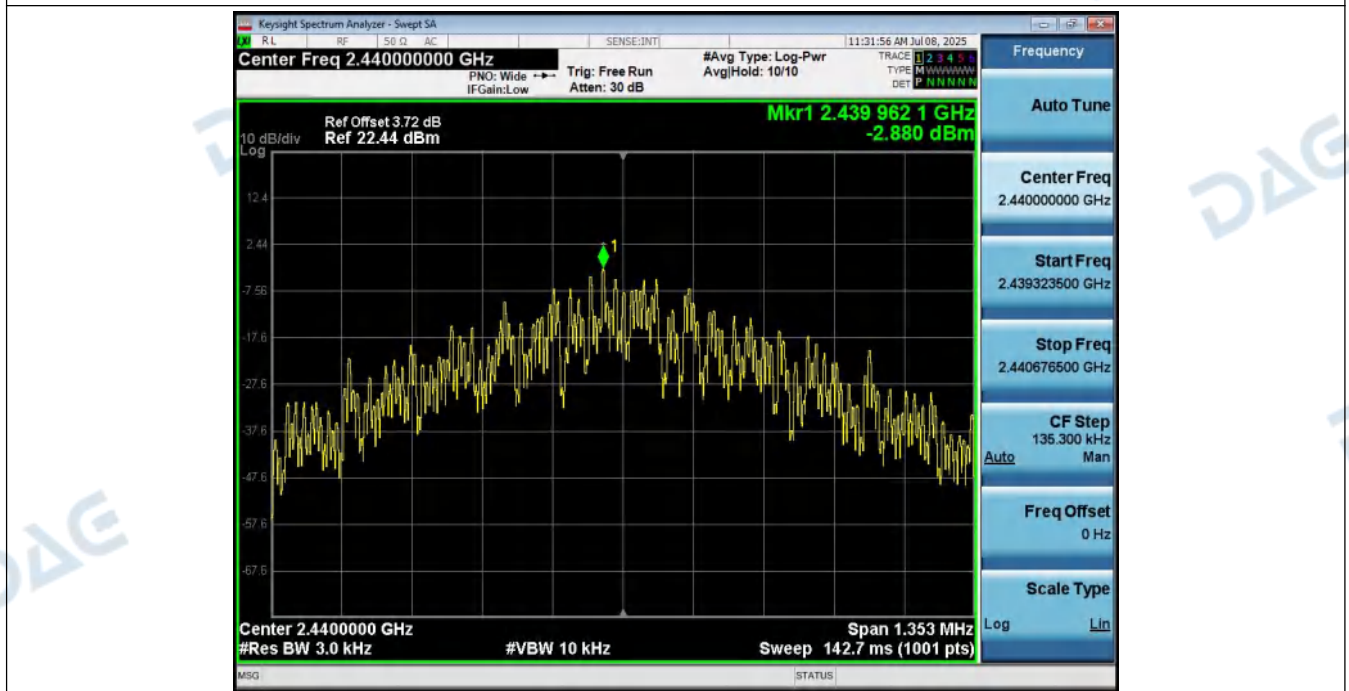 Keysight Spectrum Analyzer - Swept SA
LXI RL RF 50 Ω AC SENSE:INT 11:31:56 AM Jul 08, 2025
Center Freq 2.440000000 GHz
PNO: Wide Trig: Free Run #Avg Type: Log-Pwr TRACE 1 2 3 4 5 6
IFGain:Low Atten: 30 dB Avg|Hold: 10/10 TYPE M WWWWW
DET P N N N N N
Mkr1 2.439 962 1 GHz
-2.880 dBm
Ref Offset 3.72 dB
10 dB/div Ref 22.44 dBm
Log
12.4
2.44
-7.56
-17.6
-27.6
-37.6
-47.6
-57.6
-67.6
1
Center 2.4400000 GHz Span 1.353 MHz
#Res BW 3.0 kHz #VBW 10 kHz Sweep 142.7 ms (1001 pts)
MSG STATUS
Frequency
Auto Tune
Center Freq
2.440000000 GHz
Start Freq
2.439323500 GHz
Stop Freq
2.440676500 GHz
CF Step
135.300 kHz
Auto Man
Freq Offset
0 Hz
Scale Type
Log Lin
DAG
DAG